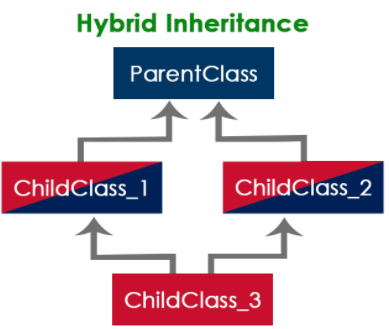 Hybrid Inheritance
ParentClass
ChildClass_1
ChildClass_2
ChildClass_3